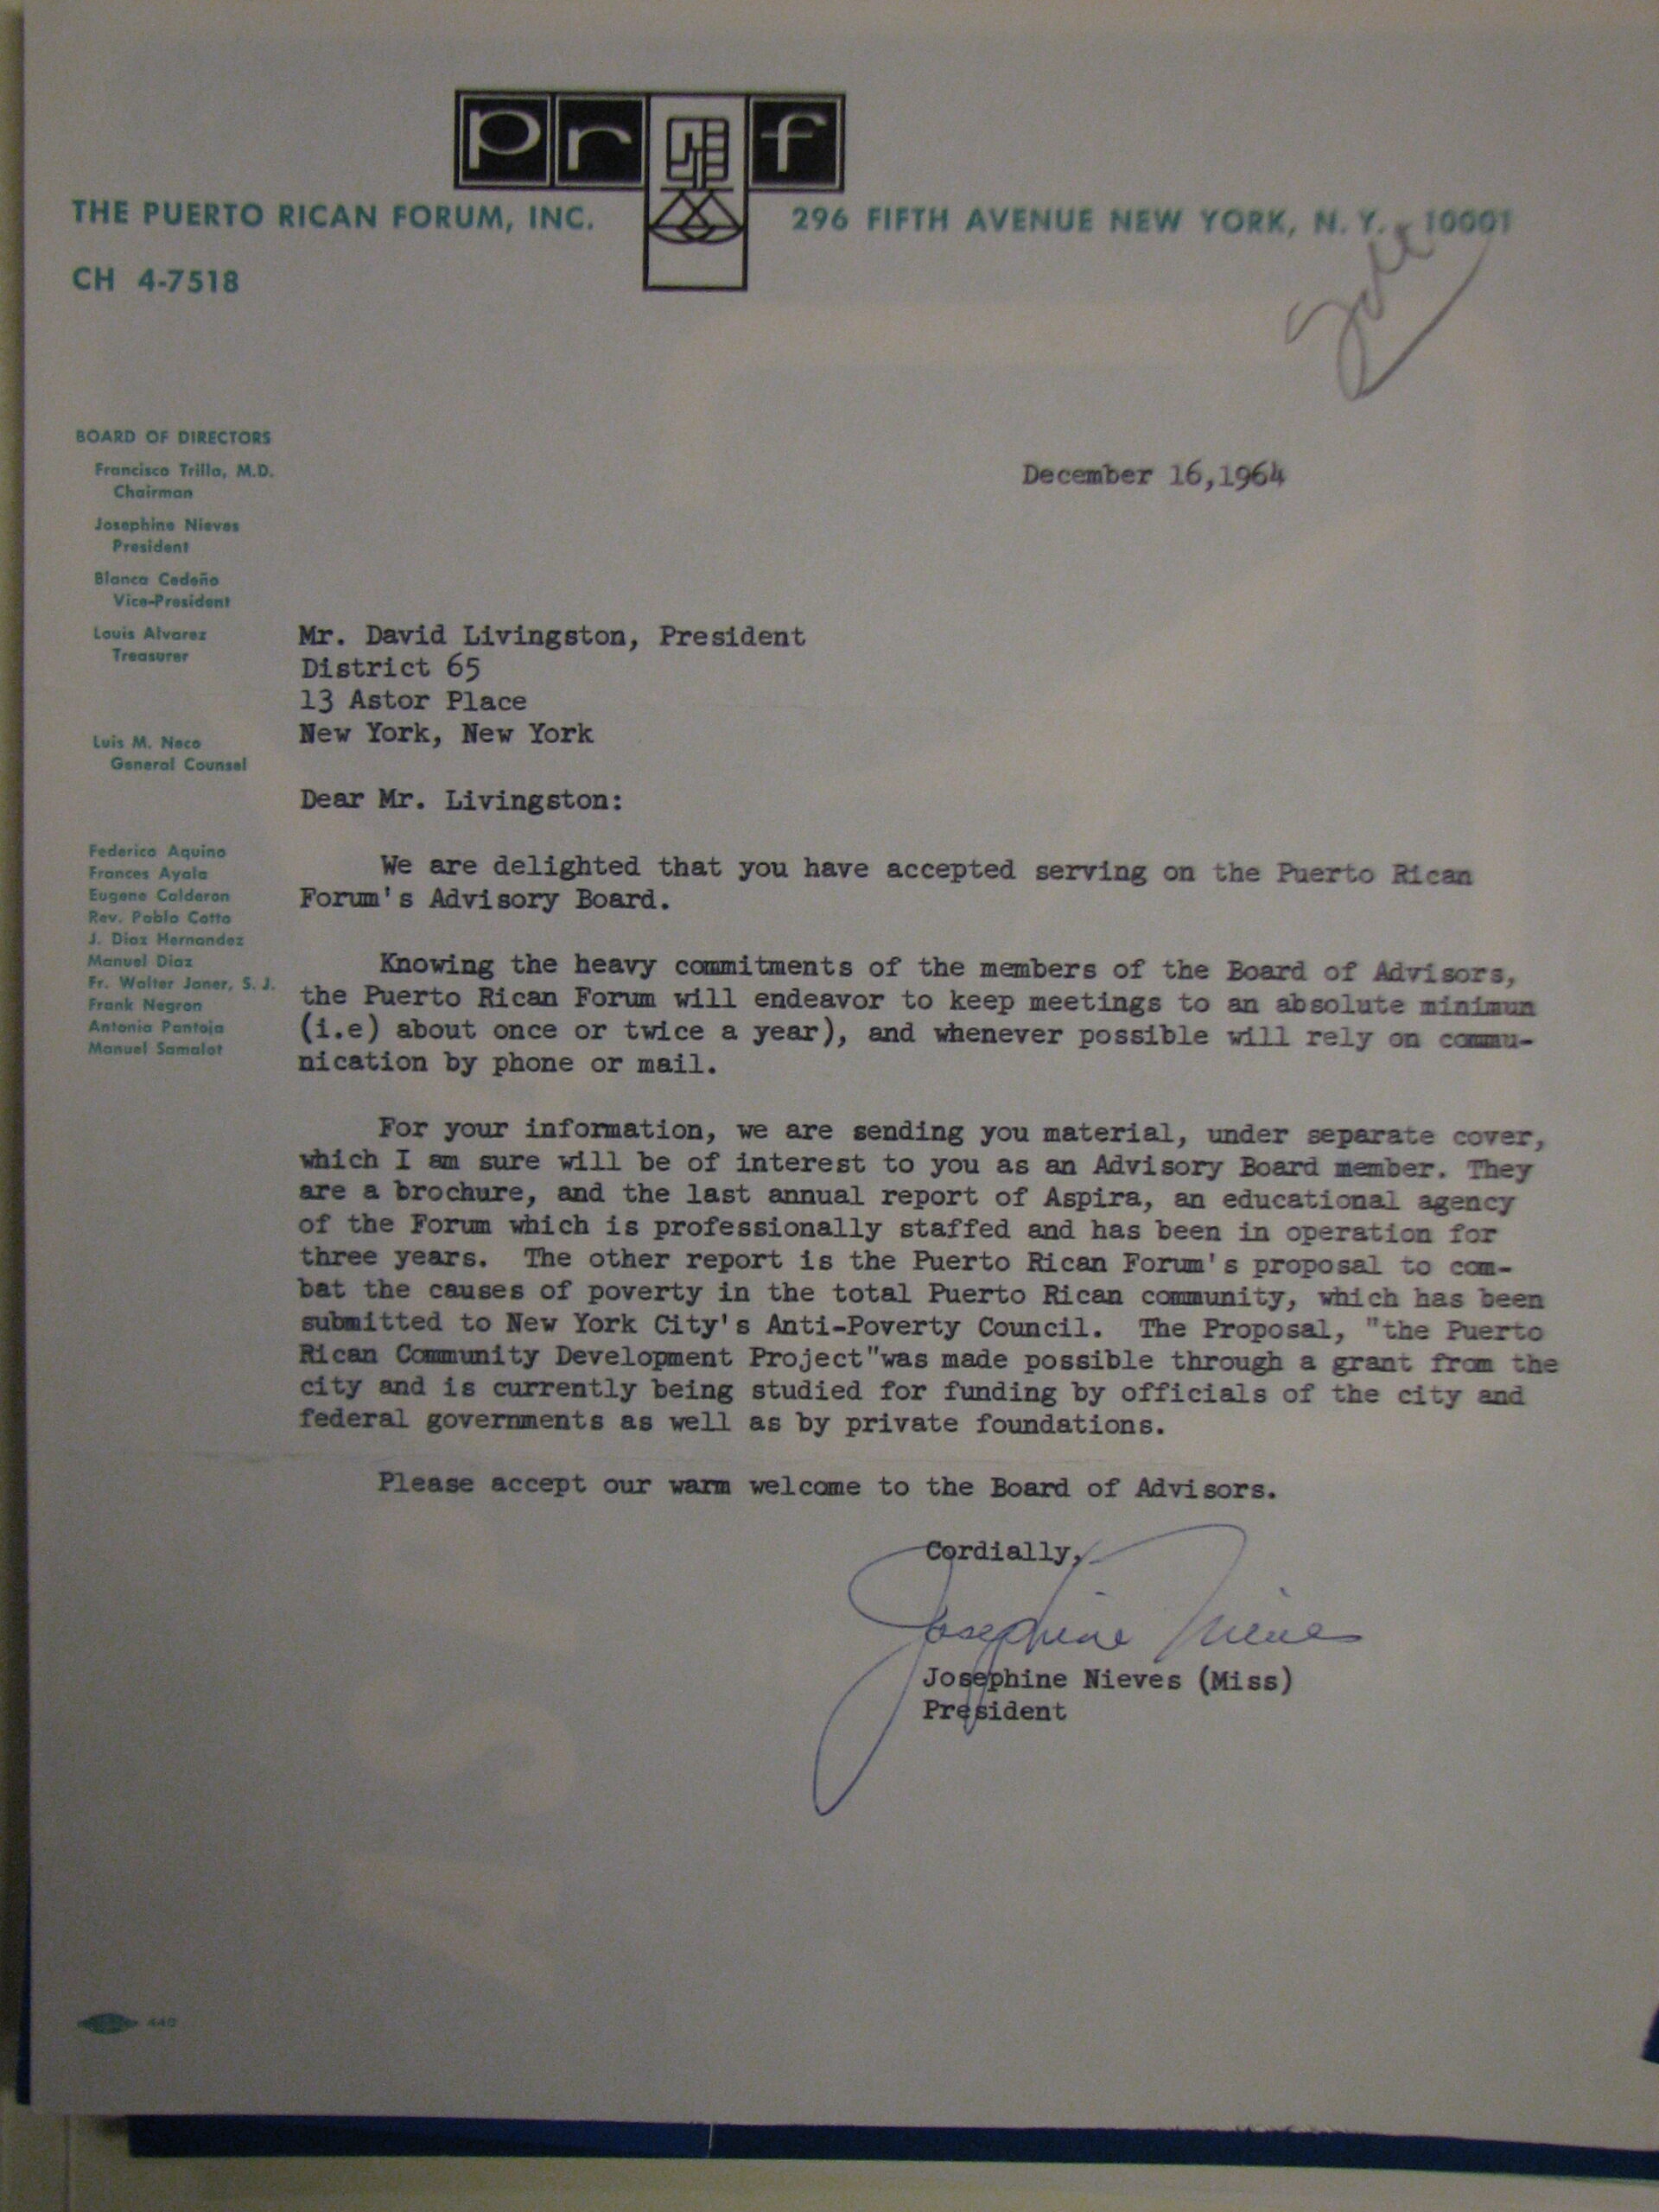 prf
THE PUERTO RICAN FORUM, INC.
296 FIFTH AVENUE NEW YORK, N. Y. 10001
CH 4-7518
BOARD OF DIRECTORS
Francisco Trilla, M.D.
Chairman
Josephine Nieves
President
Blanca Cedeño
Vice-President
Louis Alvarez
Treasurer
Luis M. Neco
General Counsel
Federico Aquino
Frances Ayala
Eugene Calderon
Rev. Pablo Cotto
J. Diaz Hernandez
Manuel Diaz
Fr. Walter Janer, S. J.
Frank Negron
Antonia Pantoja
Manuel Samalot
December 16,1964
Mr. David Livingston, President
District 65
13 Astor Place
New York, New York
Dear Mr. Livingston:
We are delighted that you have accepted serving on the Puerto Rican
Forum's Advisory Board.
Knowing the heavy commitments of the members of the Board of Advisors,
the Puerto Rican Forum will endeavor to keep meetings to an absolute minimun
(i.e) about once or twice a year), and whenever possible will rely on commu-
nication by phone or mail.
For your information, we are sending you material, under separate cover,
which I am sure will be of interest to you as an Advisory Board member. They
are a brochure, and the last annual report of Aspira, an educational agency
of the Forum which is professionally staffed and has been in operation for
three years. The other report is the Puerto Rican Forum's proposal to com-
bat the causes of poverty in the total Puerto Rican community, which has been
submitted to New York City's Anti-Poverty Council. The Proposal, "the Puerto
Rican Community Development Project"was made possible through a grant from the
city and is currently being studied for funding by officials of the city and
federal governments as well as by private foundations.
Please accept our warm welcome to the Board of Advisors.
Cordially,
Josephine Nieves
Josephine Nieves (Miss)
President